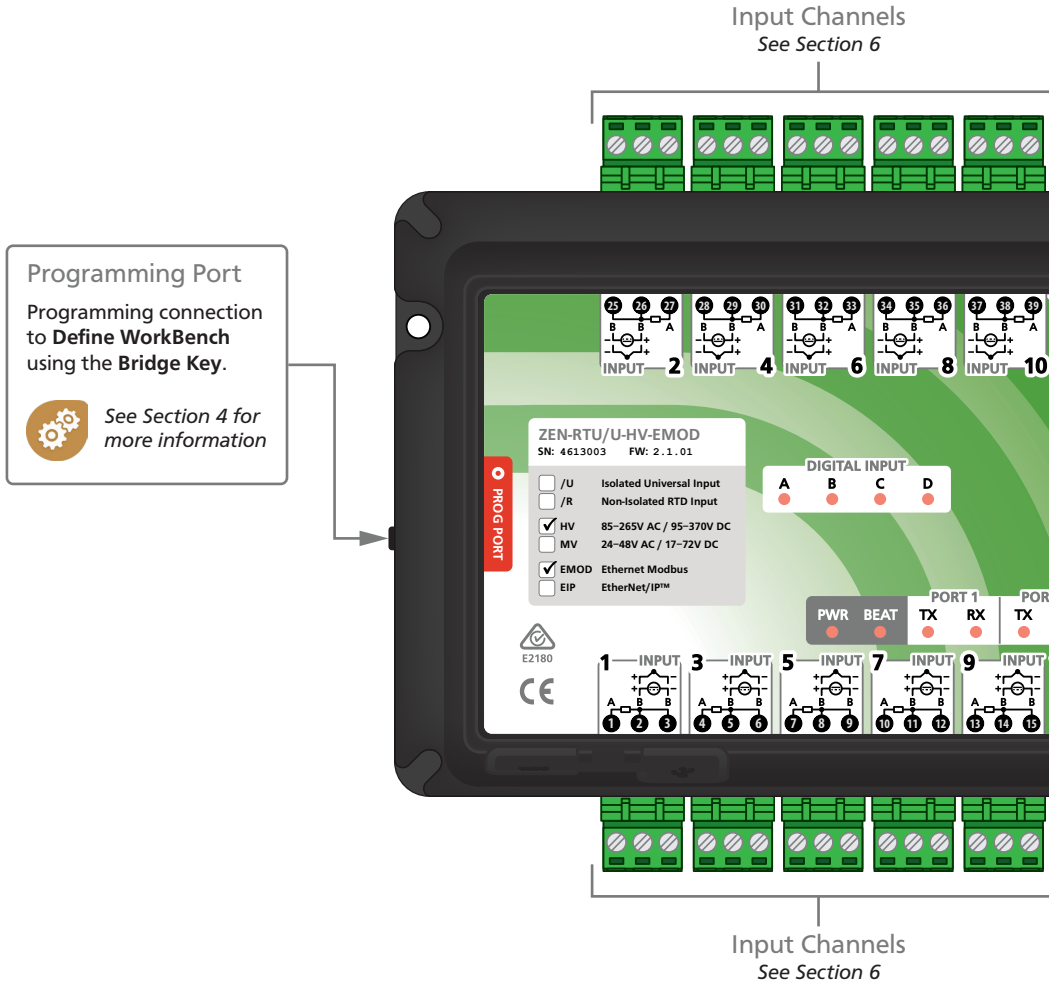 Input Channels
See Section 6
Programming Port
Programming connection
to Define WorkBench
using the Bridge Key.
See Section 4 for
more information
25 26 27 28 29 30 31 32 33 34 35 36 37 38 39
B B A B B A B B A B B A B B A
- + - + - + - + - +
- + - + - + - + - +
INPUT 2 INPUT 4 INPUT 6 INPUT 8 INPUT 10
ZEN-RTU/U-HV-EMOD
SN: 4613003 FW: 2.1.01
/U Isolated Universal Input
/R Non-Isolated RTD Input
HV 85–265V AC / 95–370V DC
MV 24–48V AC / 17–72V DC
EMOD Ethernet Modbus
EIP EtherNet/IP™
PROG PORT
DIGITAL INPUT
A B C D
PORT 1 POR
PWR BEAT TX RX TX
E2180
CE
1 INPUT 3 INPUT 5 INPUT 7 INPUT 9 INPUT
+ - + - + - + - + -
+ - + - + - + - + -
A B B A B B A B B A B B A B B
1 2 3 4 5 6 7 8 9 10 11 12 13 14 15
Input Channels
See Section 6